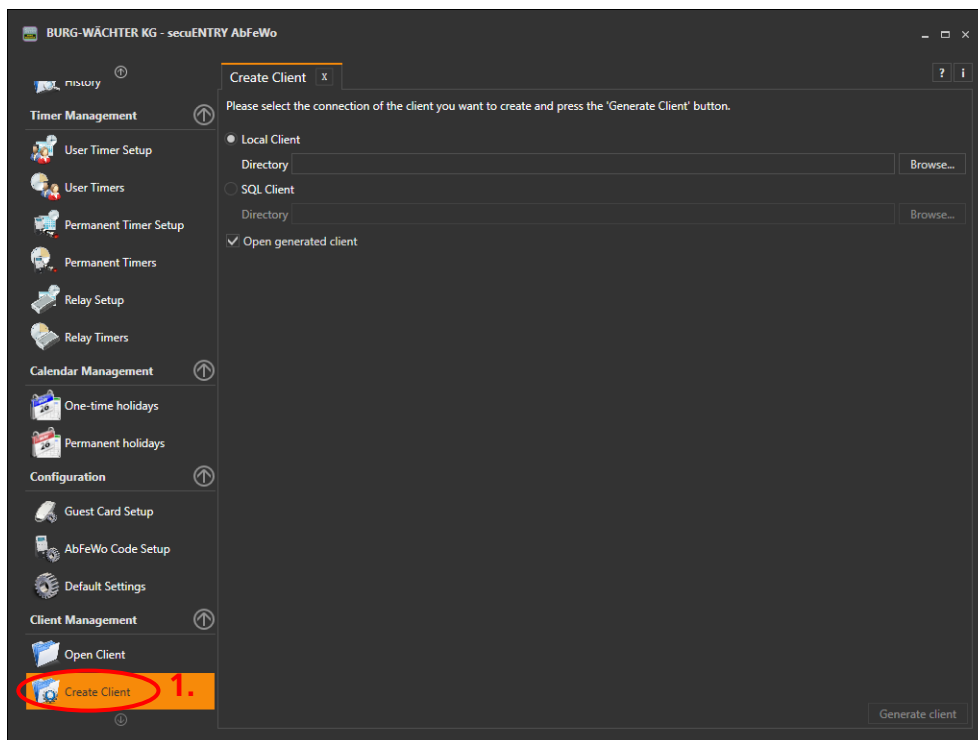 BURG-WÄCHTER KG - secuENTRY AbFeWo
History
Timer Management
User Timer Setup
User Timers
Permanent Timer Setup
Permanent Timers
Relay Setup
Relay Timers
Calendar Management
One-time holidays
Permanent holidays
Configuration
Guest Card Setup
AbFeWo Code Setup
Default Settings
Client Management
Open Client
Create Client 1.
Create Client X
? i
Please select the connection of the client you want to create and press the 'Generate Client' button.
Local Client
Directory Browse...
SQL Client
Directory Browse...
Open generated client
Generate client